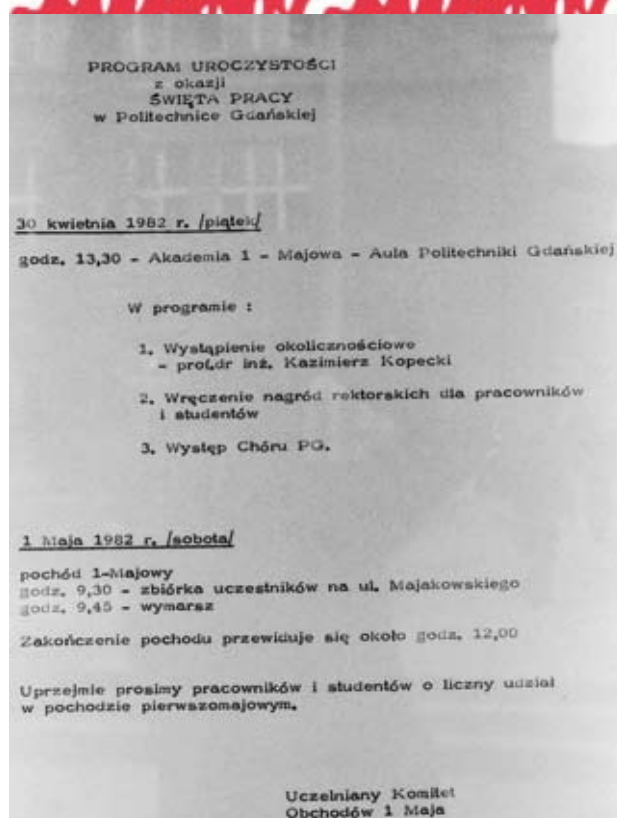 PROGRAM UROCZYSTOŚCI
z okazji
ŚWIĘTA PRACY
w Politechnice Gdańskiej
30 kwietnia 1982 r. /piątek/
godz. 13,30 - Akademia 1 - Majowa - Aula Politechniki Gdańskiej
W programie :
1. Wystąpienie okolicznościowe
- prof.dr inż. Kazimierz Kopecki
2. Wręczenie nagród rektorskich dla pracowników
i studentów
3. Występ Chóru PG.
1 Maja 1982 r. /sobota/
pochód 1-Majowy
godz. 9,30 - zbiórka uczestników na ul. Majakowskiego
godz. 9,45 - wymarsz
Zakończenie pochodu przewiduje się około godz. 12,00
Uprzejmie prosimy pracowników i studentów o liczny udział
w pochodzie pierwszomajowym.
Uczelniany Komitet
Obchodów 1 Maja